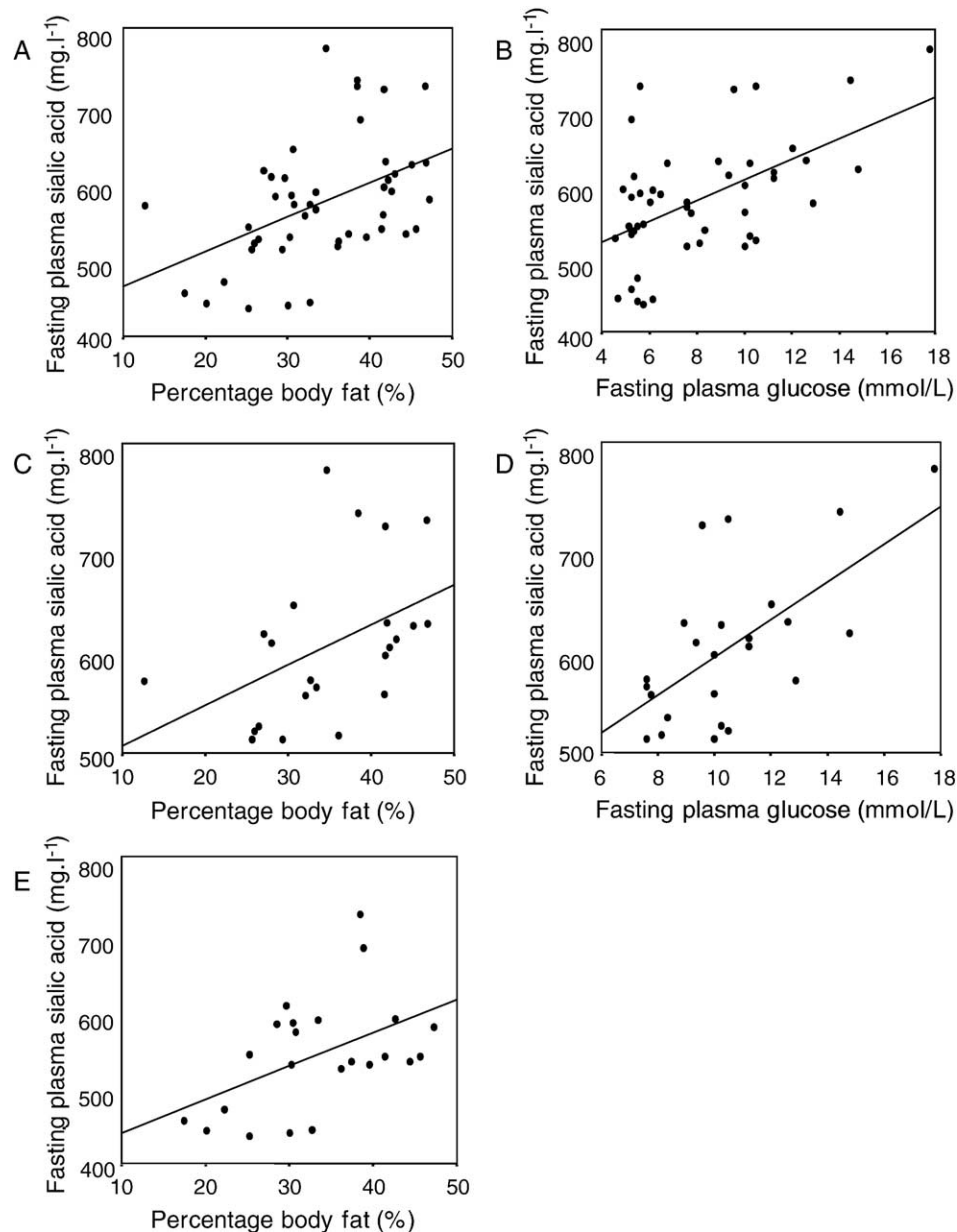 A
Fasting plasma sialic acid (mg.l-1)
800
700
600
500
400
10 20 30 40 50
Percentage body fat (%)
B
Fasting plasma sialic acid (mg.l-1)
800
700
600
500
400
4 6 8 10 12 14 16 18
Fasting plasma glucose (mmol/L)
C
Fasting plasma sialic acid (mg.l-1)
800
700
600
500
10 20 30 40 50
Percentage body fat (%)
D
Fasting plasma sialic acid (mg.l-1)
800
700
600
500
6 8 10 12 14 16 18
Fasting plasma glucose (mmol/L)
E
Fasting plasma sialic acid (mg.l-1)
800
700
600
500
400
10 20 30 40 50
Percentage body fat (%)